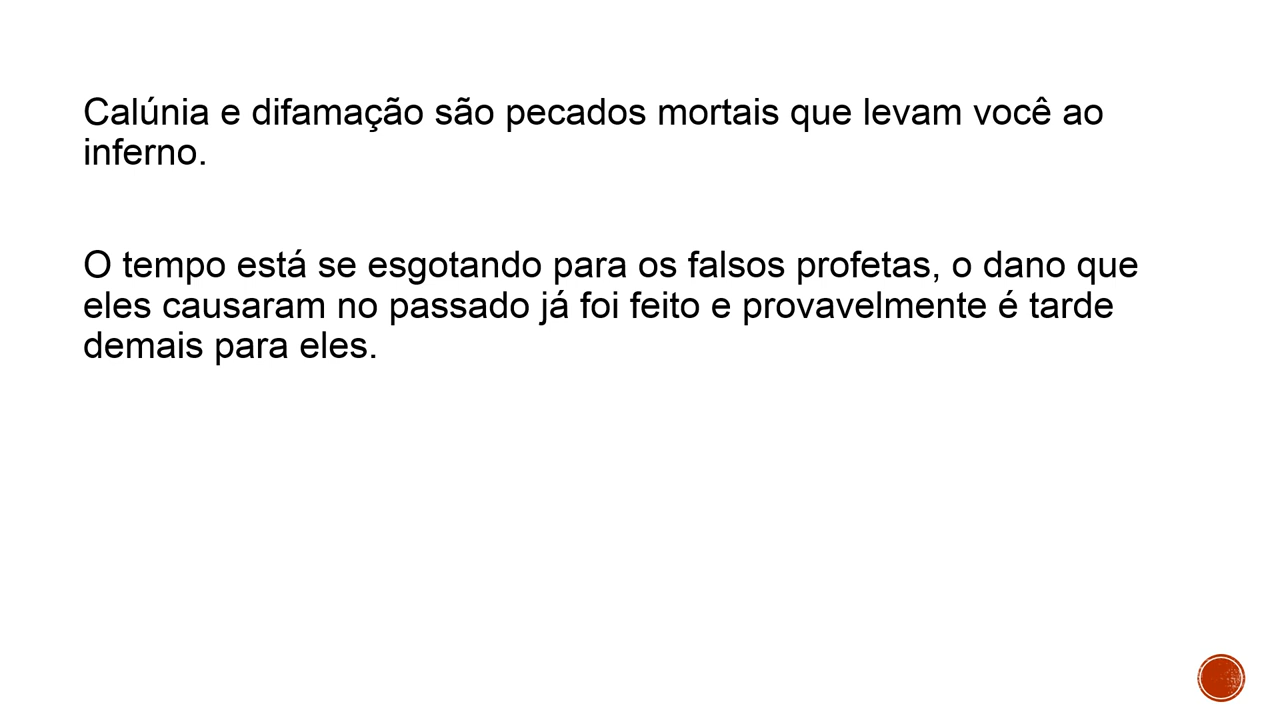 Calúnia e difamação são pecados mortais que levam você ao
inferno.
O tempo está se esgotando para os falsos profetas, o dano que
eles causaram no passado já foi feito e provavelmente é tarde
demais para eles.